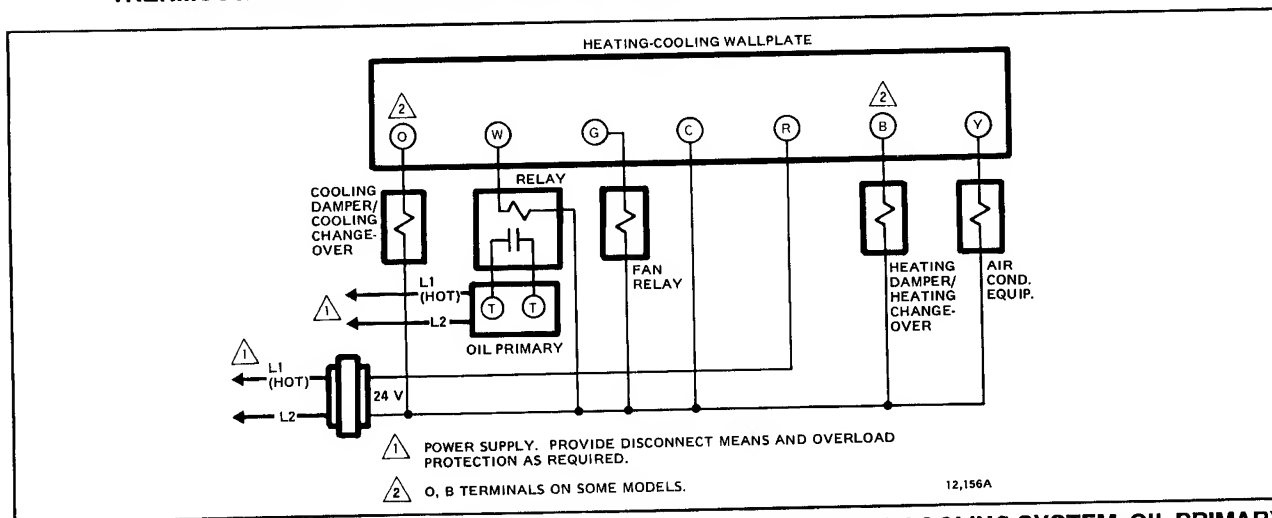 HEATING-COOLING WALLPLATE
2
2
O
W
G
C
R
B
Y
COOLING
DAMPER/
COOLING
CHANGE-
OVER
RELAY
FAN
RELAY
HEATING
DAMPER/
HEATING
CHANGE-
OVER
AIR
COND.
EQUIP.
L1
(HOT)
1
L2
T
T
OIL PRIMARY
1
L1
(HOT)
24 V
L2
1 POWER SUPPLY. PROVIDE DISCONNECT MEANS AND OVERLOAD
PROTECTION AS REQUIRED.
2 O, B TERMINALS ON SOME MODELS.
12,156A